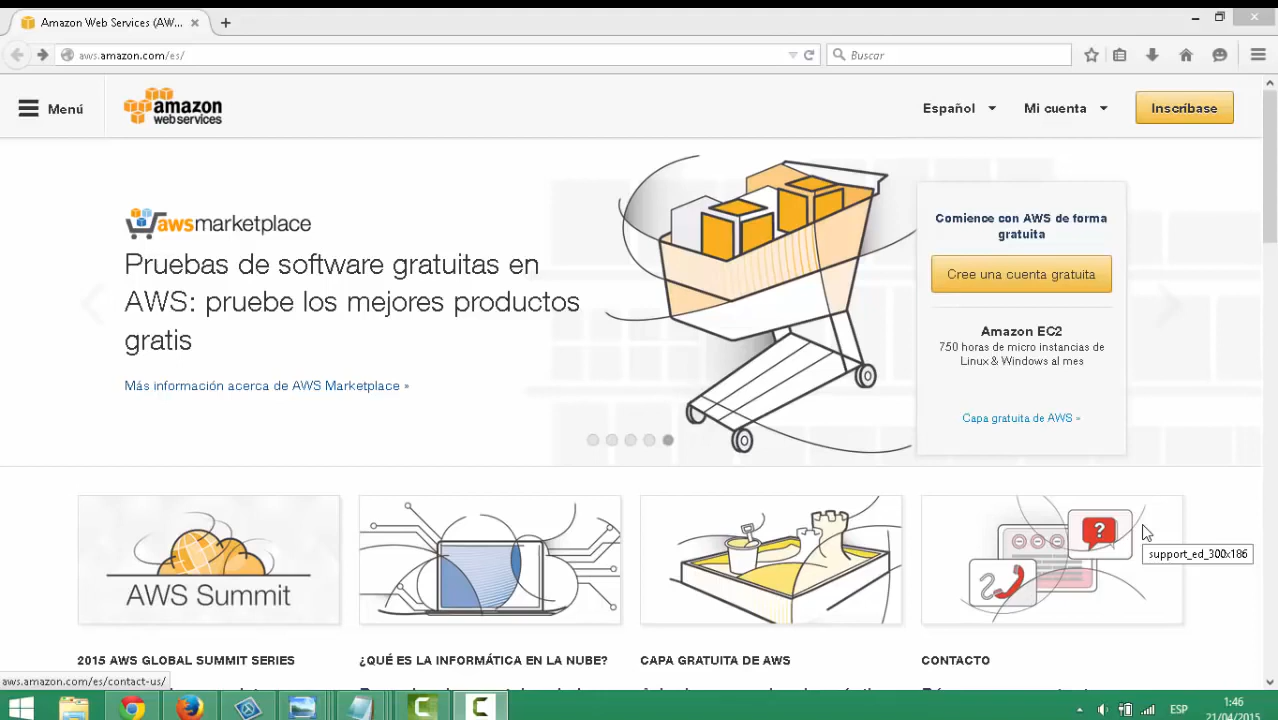 Amazon Web Services (AW...
aws.amazon.com/es/
Buscar
Menú
amazon
webservices
Español
Mi cuenta
Inscríbase
awsmarketplace
Pruebas de software gratuitas en
AWS: pruebe los mejores productos
gratis
Más información acerca de AWS Marketplace »
Comience con AWS de forma
gratuita
Cree una cuenta gratuita
Amazon EC2
750 horas de micro instancias de
Linux & Windows al mes
Capa gratuita de AWS »
AWS Summit
?
support_ed_300x186
2015 AWS GLOBAL SUMMIT SERIES
¿QUÉ ES LA INFORMÁTICA EN LA NUBE?
CAPA GRATUITA DE AWS
CONTACTO
aws.amazon.com/es/contact-us/
ESP
1:46
21/04/2015